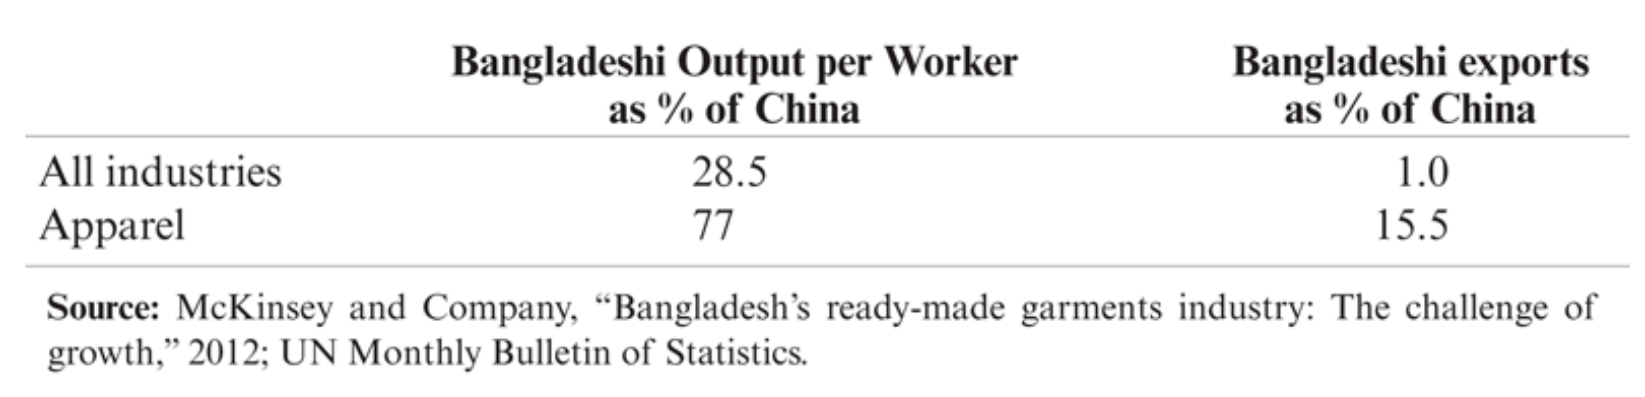 Bangladeshi Output per Worker as % of China Bangladeshi exports as % of China
All industries 28.5 1.0
Apparel 77 15.5
Source: McKinsey and Company, “Bangladesh’s ready-made garments industry: The challenge of
growth,” 2012; UN Monthly Bulletin of Statistics.